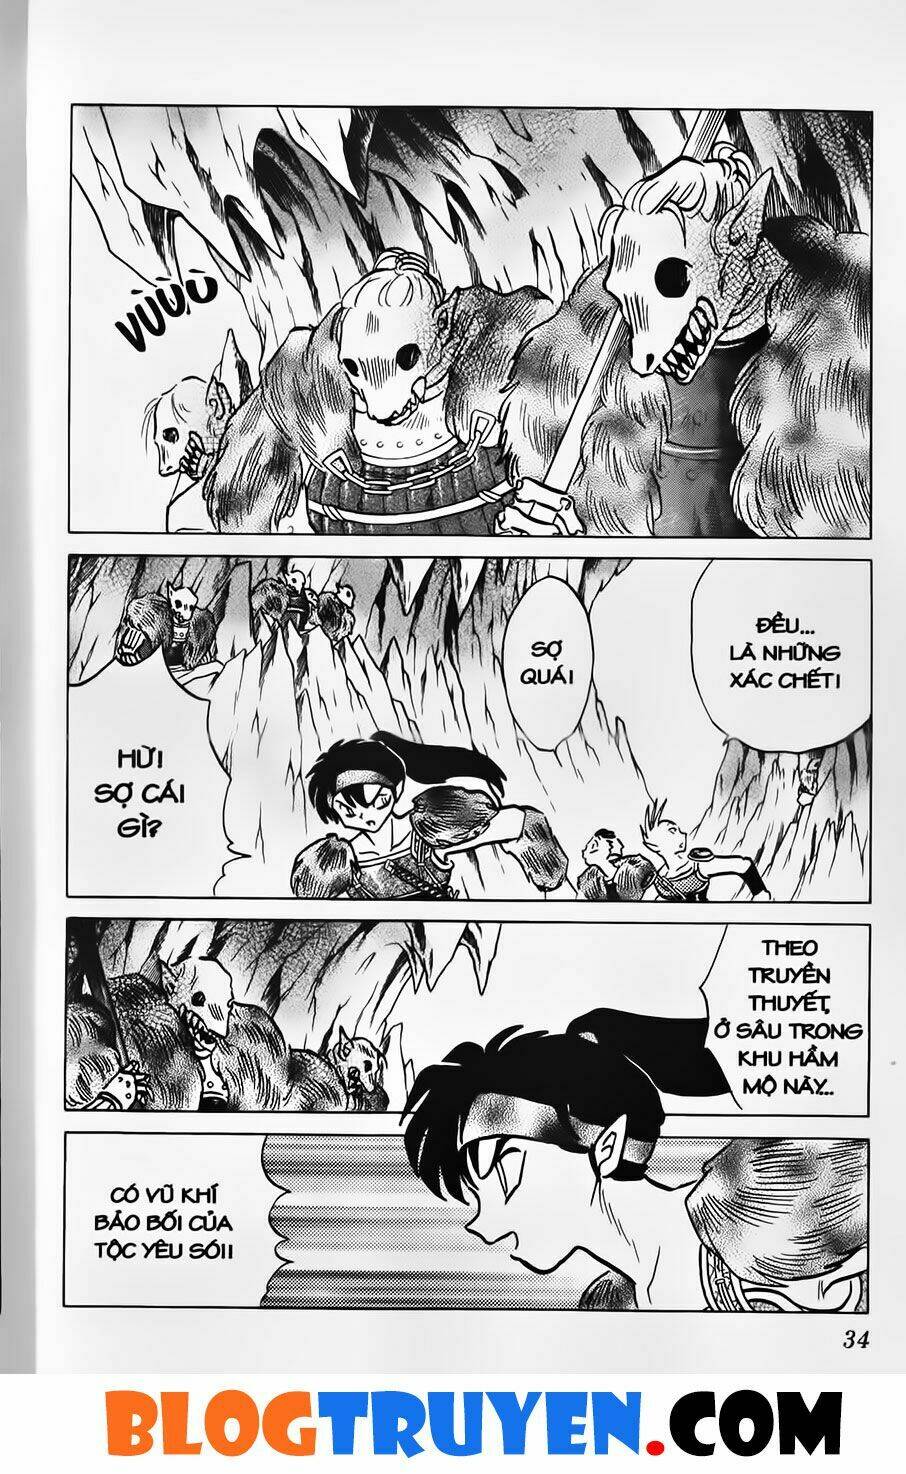 VÙÙÙÙ
ĐỀU...
LÀ NHỮNG
XÁC CHẾT!
SỢ
QUÁ!
HỪ!
SỢ CÁI
GÌ?
THEO
TRUYỀN
THUYẾT,
Ở SÂU TRONG
KHU HẦM
MỘ NÀY...
CÓ VŨ KHÍ
BẢO BỐI CỦA
TỘC YÊU SÓI!
34
BLOGTRUYEN.COM